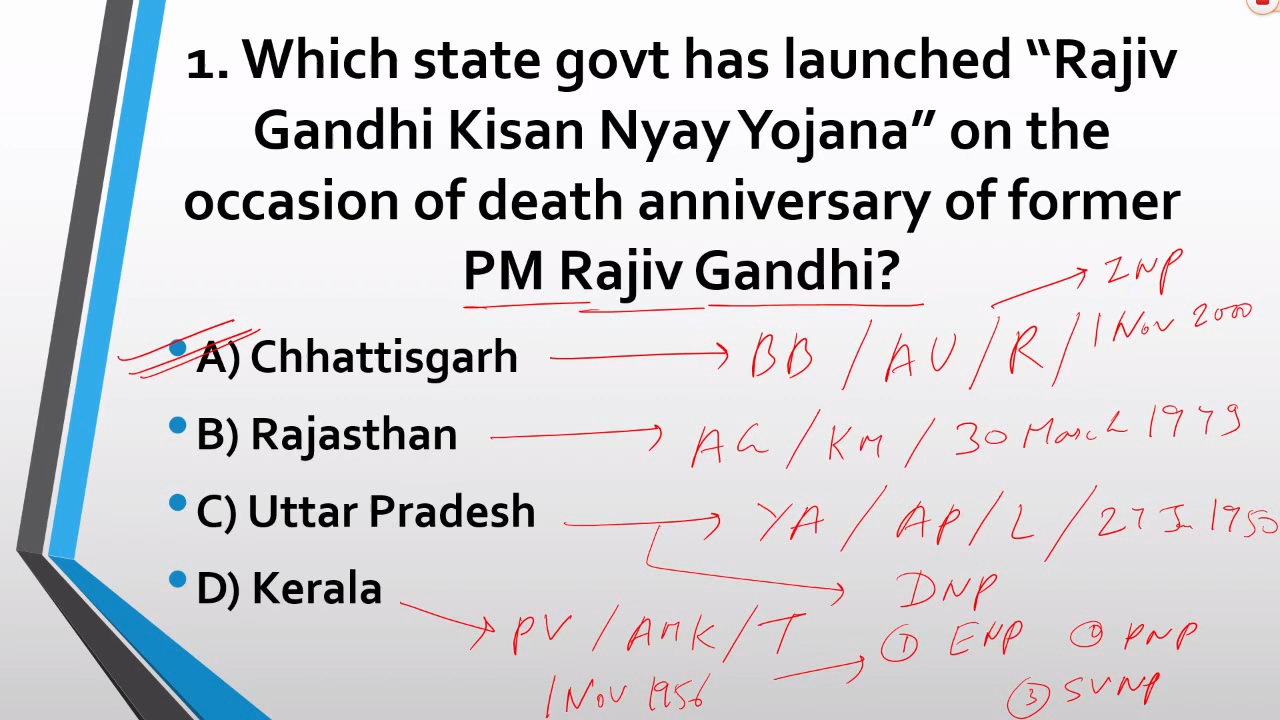 1. Which state govt has launched “Rajiv
Gandhi Kisan Nyay Yojana” on the
occasion of death anniversary of former
PM Rajiv Gandhi?
INP
• A) Chhattisgarh BB / AU / R / 1 Nov 2000
• B) Rajasthan AG / KM / 30 March 1949
• C) Uttar Pradesh YA / AP / L / 27 Jan 1950
DNP
• D) Kerala
PV / AMK / T ① ENP ② PNP
1 Nov 1956 ③ SVNP